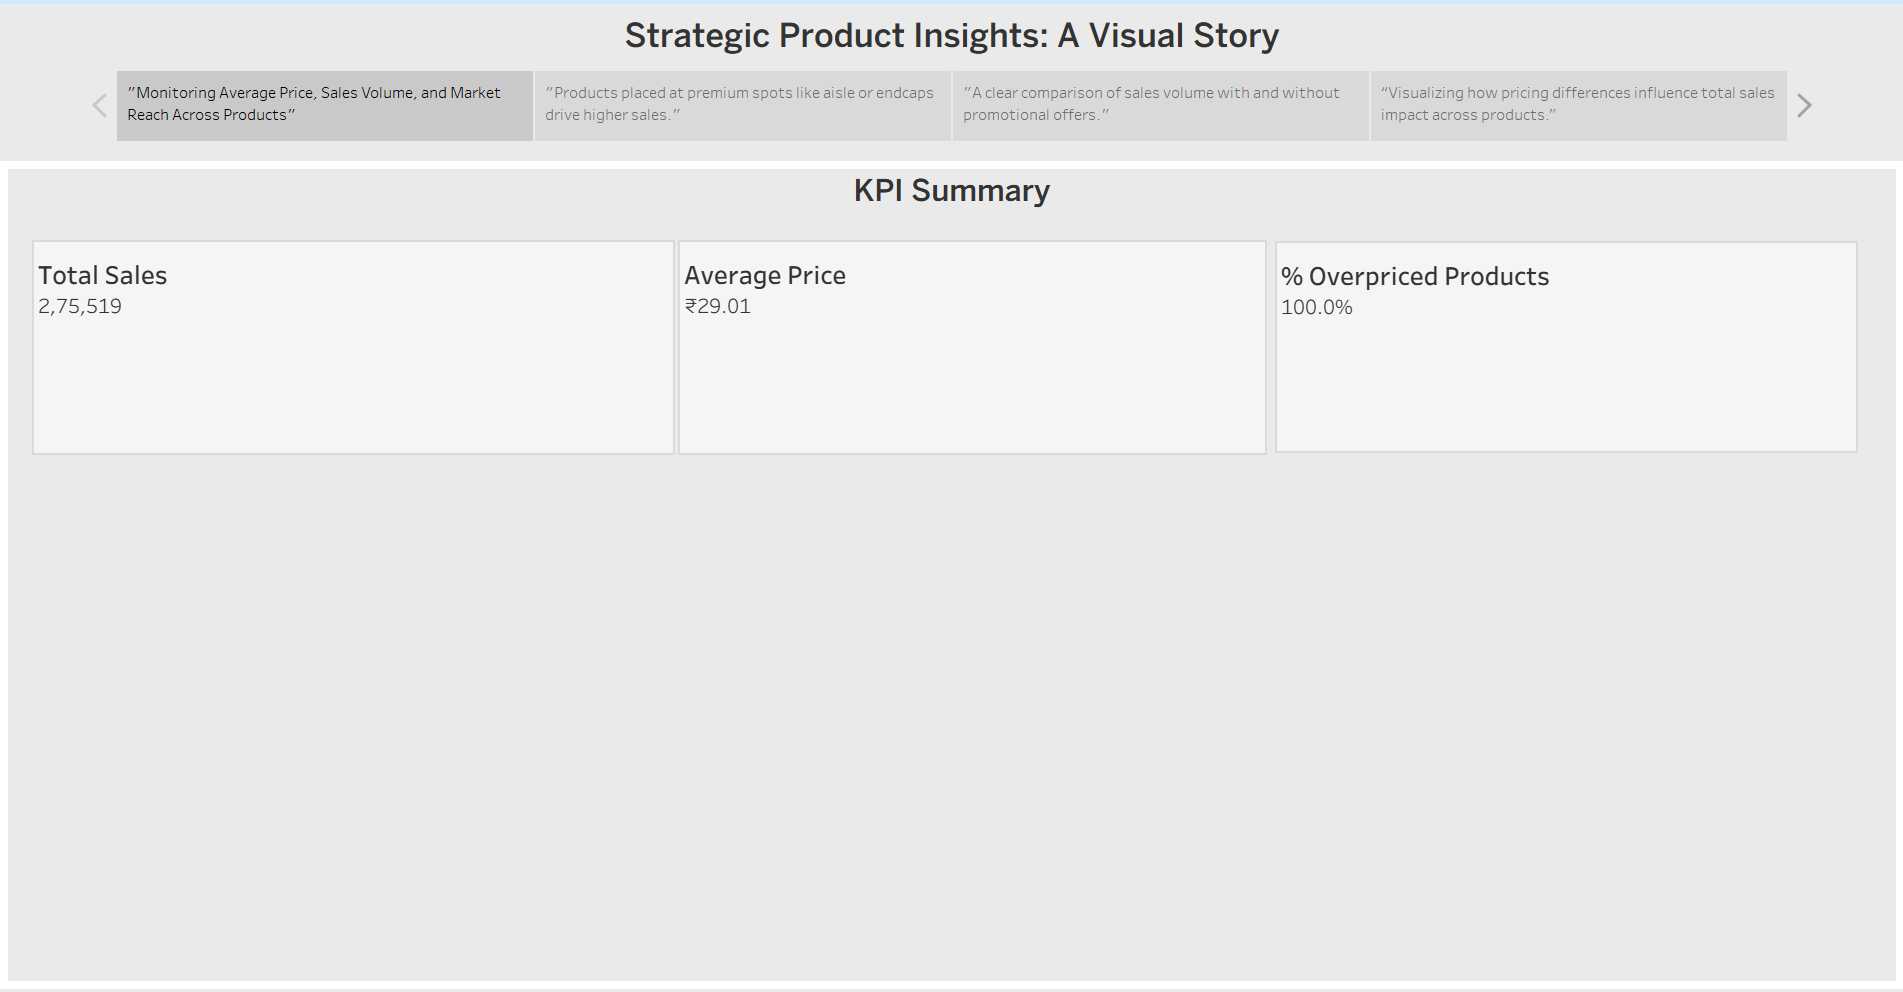 Strategic Product Insights: A Visual Story
"Monitoring Average Price, Sales Volume, and Market
Reach Across Products"
"Products placed at premium spots like aisle or endcaps
drive higher sales."
"A clear comparison of sales volume with and without
promotional offers."
"Visualizing how pricing differences influence total sales
impact across products."
KPI Summary
Total Sales
2,75,519
Average Price
₹29.01
% Overpriced Products
100.0%